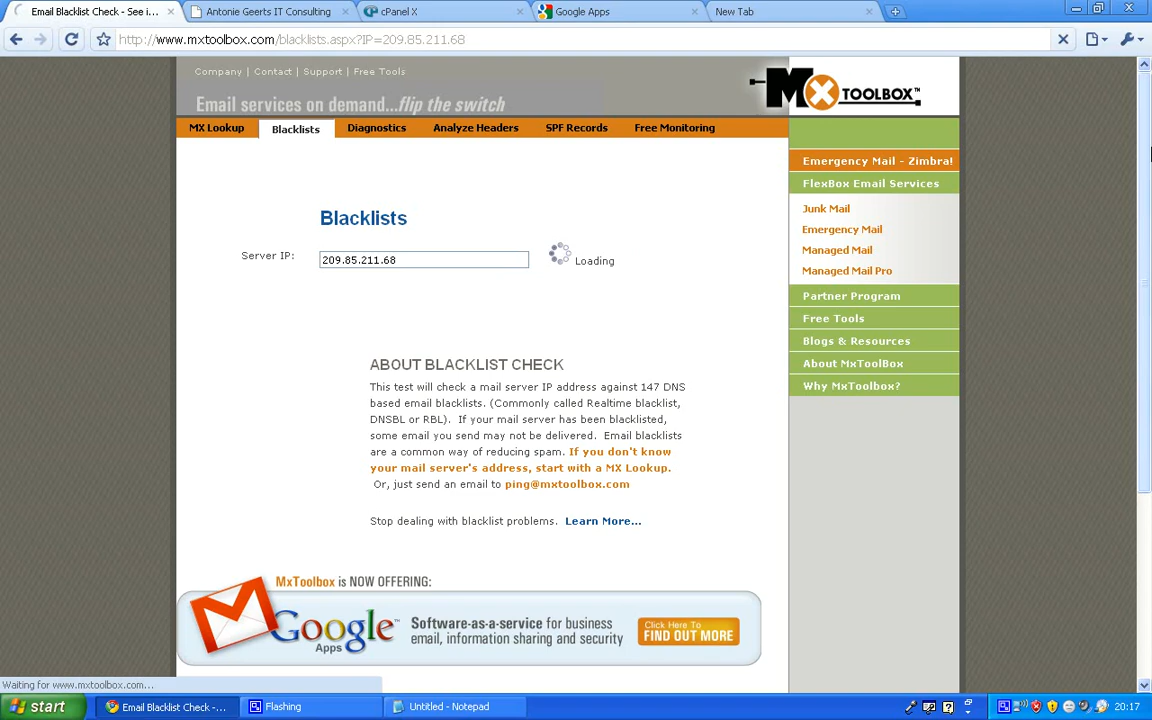 Email Blacklist Check - See i...
Antonie Geerts IT Consulting
cPanel X
Google Apps
New Tab
http://www.mxtoolbox.com/blacklists.aspx?IP=209.85.211.68
Company | Contact | Support | Free Tools
Email services on demand...flip the switch
MX TOOLBOX™
MX Lookup
Blacklists
Diagnostics
Analyze Headers
SPF Records
Free Monitoring
Emergency Mail - Zimbra!
FlexBox Email Services
Junk Mail
Emergency Mail
Managed Mail
Managed Mail Pro
Partner Program
Free Tools
Blogs & Resources
About MxToolBox
Why MxToolbox?
Blacklists
Server IP:
209.85.211.68
Loading
ABOUT BLACKLIST CHECK
This test will check a mail server IP address against 147 DNS
based email blacklists. (Commonly called Realtime blacklist,
DNSBL or RBL). If your mail server has been blacklisted,
some email you send may not be delivered. Email blacklists
are a common way of reducing spam. If you don't know
your mail server's address, start with a MX Lookup.
Or, just send an email to ping@mxtoolbox.com
Stop dealing with blacklist problems. Learn More...
MxToolbox is NOW OFFERING:
Google™
Apps
Software-as-a-service for business
email, information sharing and security
Click Here To
FIND OUT MORE
Waiting for www.mxtoolbox.com...
start
Email Blacklist Check -...
Flashing
Untitled - Notepad
20:17